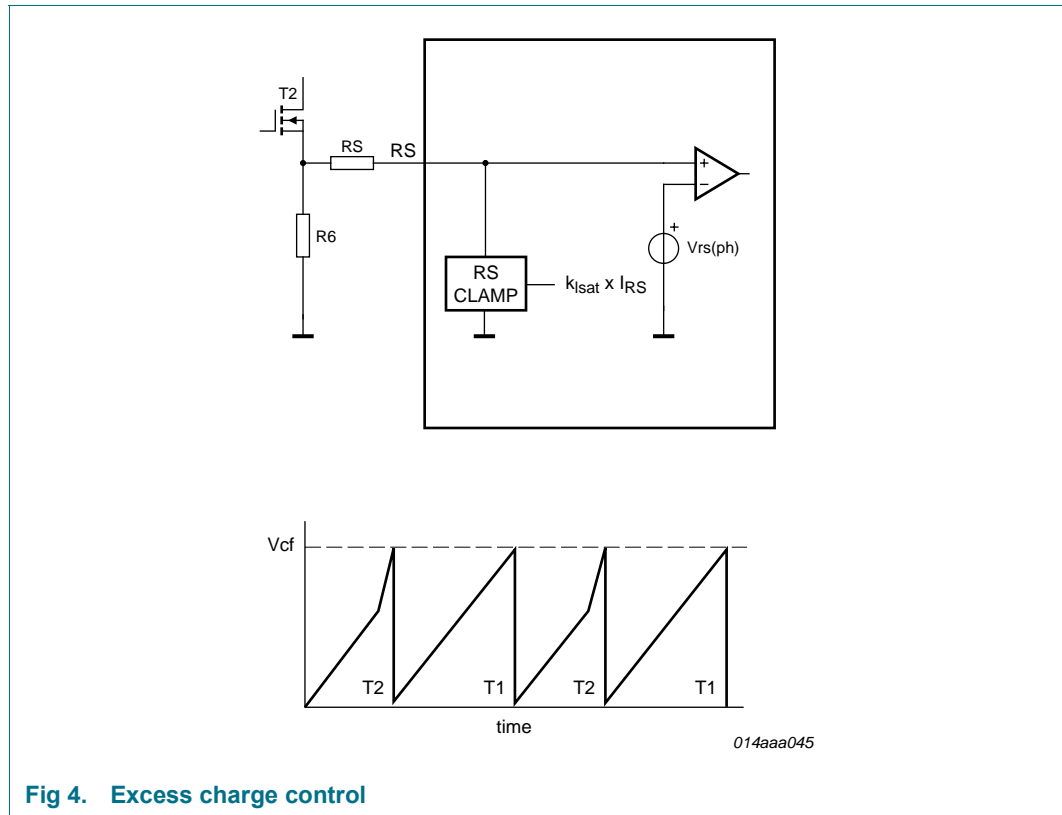 T2
RS RS
R6
RS
CLAMP
kIsat x IRS
+
−
+
Vrs(ph)
Vcf
T2 T1 T2 T1
time
014aaa045
Fig 4. Excess charge control